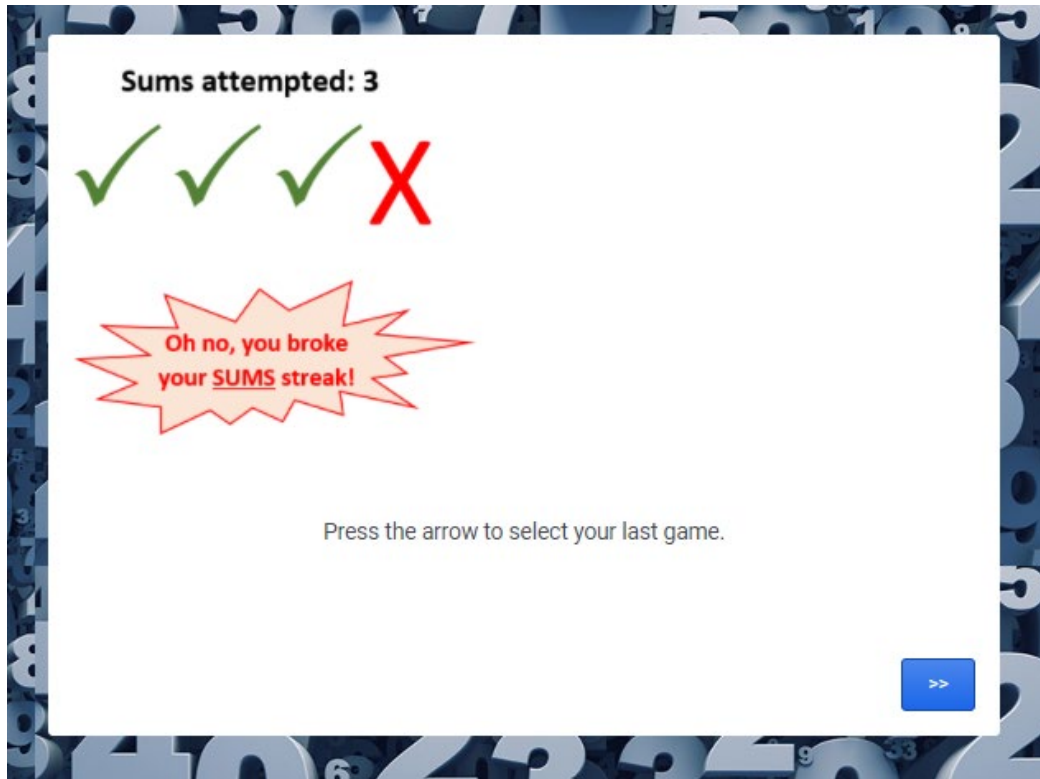 Sums attempted: 3
✓ ✓ ✓ X
Oh no, you broke
your SUMS streak!
Press the arrow to select your last game.
>>